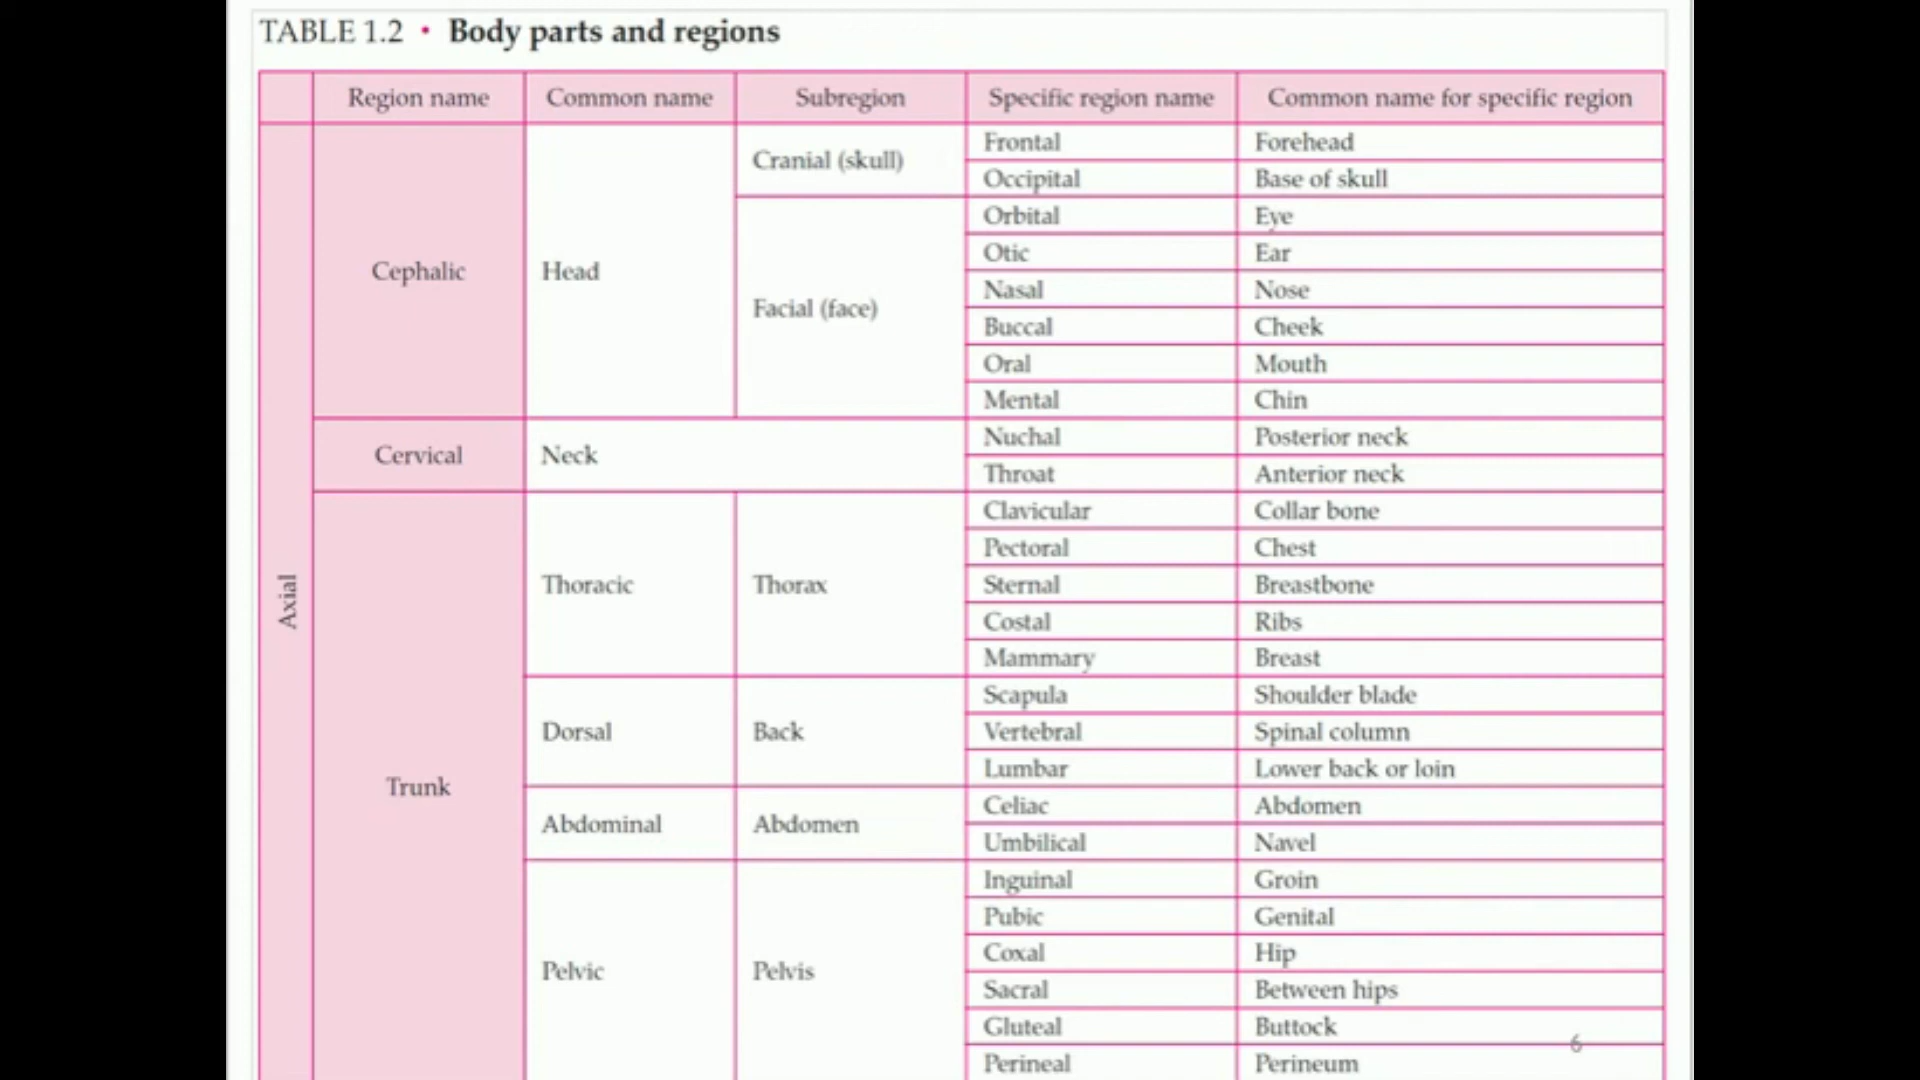 TABLE 1.2 • Body parts and regions
Region name Common name Subregion Specific region name Common name for specific region
Axial
Cephalic Head Cranial (skull) Frontal Forehead
Occipital Base of skull
Facial (face) Orbital Eye
Otic Ear
Nasal Nose
Buccal Cheek
Oral Mouth
Mental Chin
Cervical Neck Nuchal Posterior neck
Throat Anterior neck
Trunk Thoracic Thorax Clavicular Collar bone
Pectoral Chest
Sternal Breastbone
Costal Ribs
Mammary Breast
Dorsal Back Scapula Shoulder blade
Vertebral Spinal column
Lumbar Lower back or loin
Abdominal Abdomen Celiac Abdomen
Umbilical Navel
Pelvic Pelvis Inguinal Groin
Pubic Genital
Coxal Hip
Sacral Between hips
Gluteal Buttock
Perineal Perineum
6